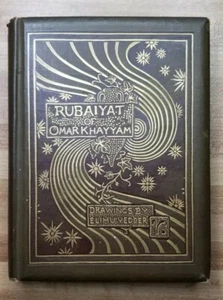 RUBAIYAT
OF
OMAR KHAYYAM
DRAWINGS BY
ELIHU VEDDER